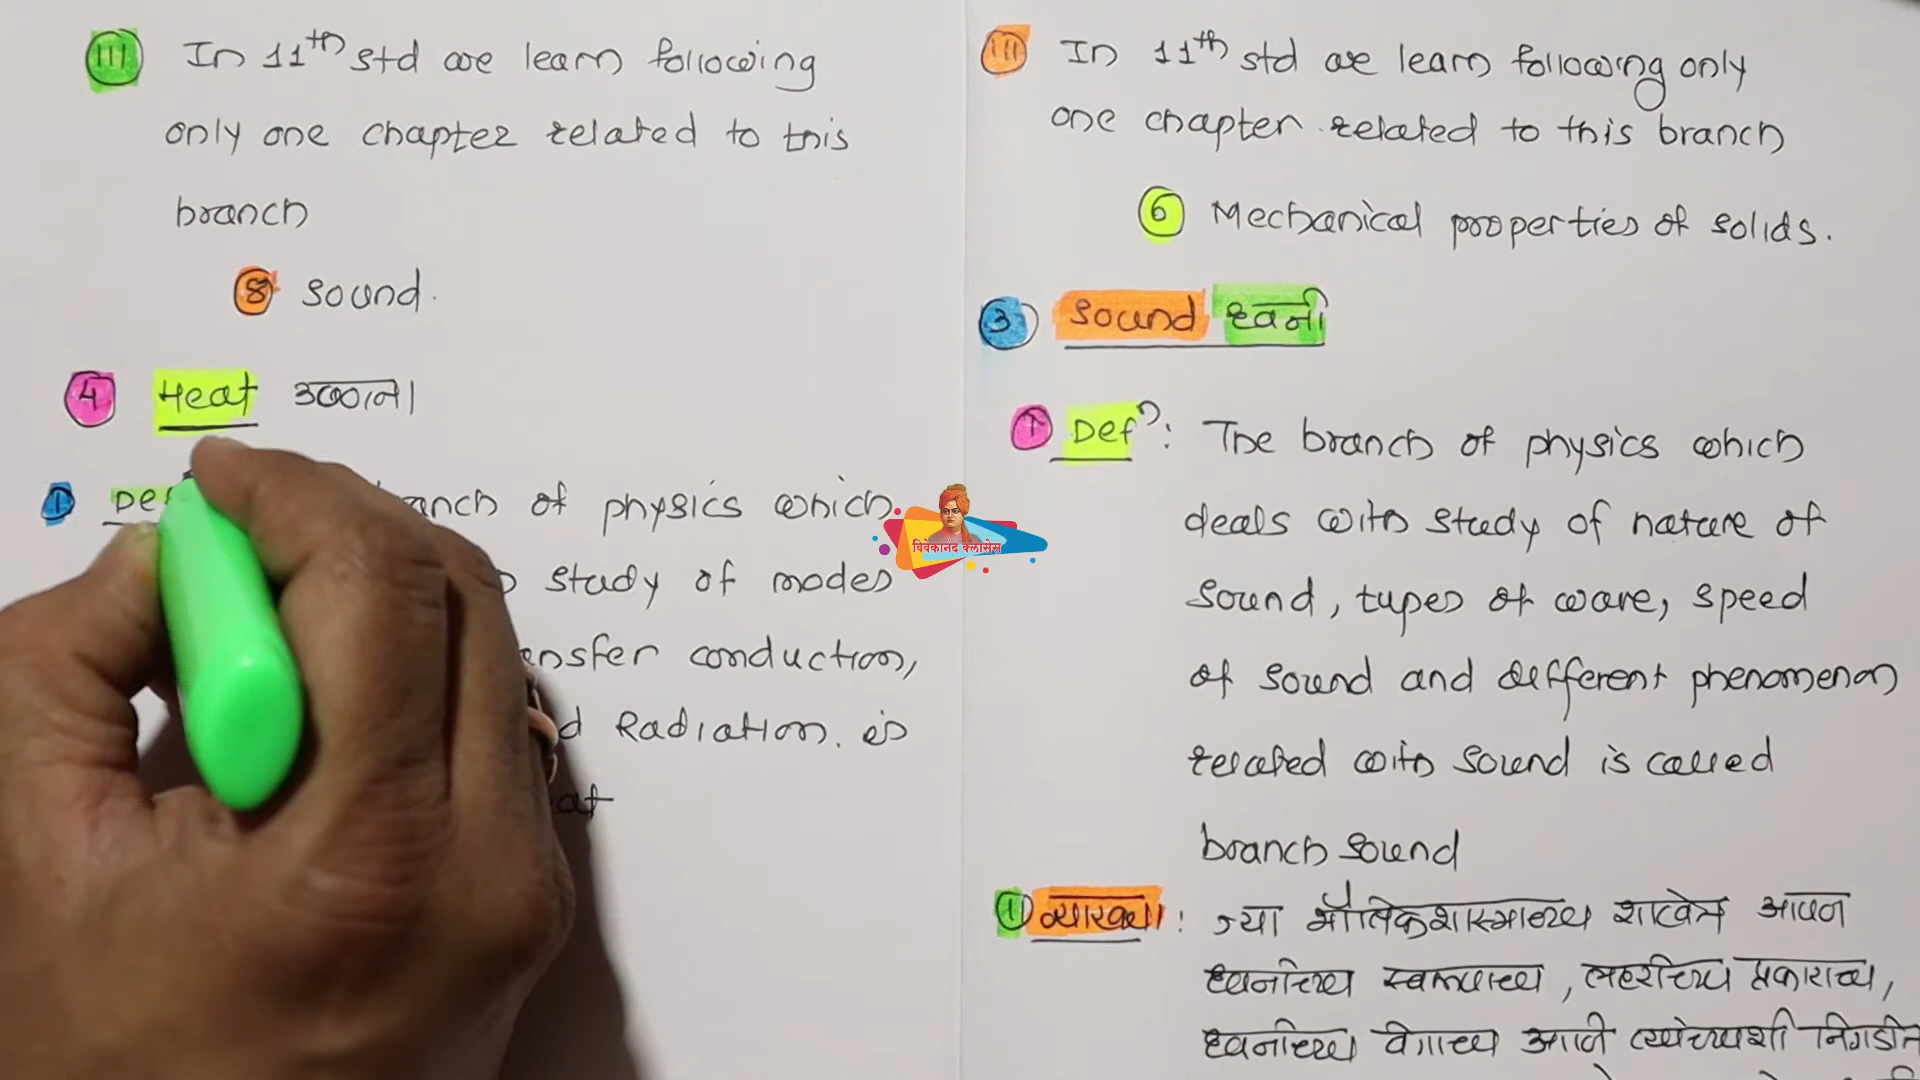 III In 11th std we learn following
only one chapter related to this
branch
8 Sound.
4 Heat उष्णता
1 Def branch of physics which
study of modes
conduction,
Radiation. is
III In 11th std we learn following only
one chapter related to this branch
6 Mechanical properties of solids.
3 Sound ध्वनी
1 Defn: The branch of physics which
deals with study of nature of
sound, types of wave, speed
of sound and different phenomenon
related with sound is called
branch sound
1 व्याख्या: ज्या भौतिकशास्त्राच्या शाखेत आपण
ध्वनीच्या स्वरूपाच्या, लहरीच्या प्रकाराच्या,
ध्वनीच्या वेगाच्या आणि त्याच्याशी निगडीत
विवेकानंद क्लासेस